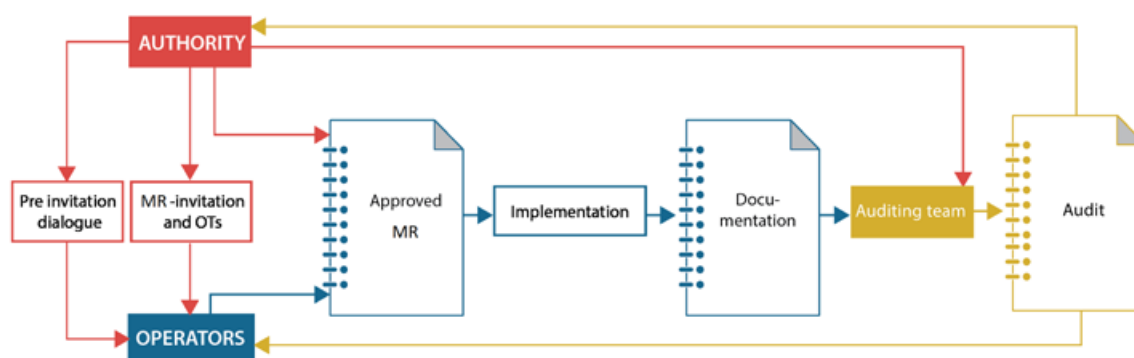 AUTHORITY
Pre invitation
dialogue
MR-invitation
and OTs
OPERATORS
Approved
MR
Implementation
Docu-
mentation
Auditing team
Audit